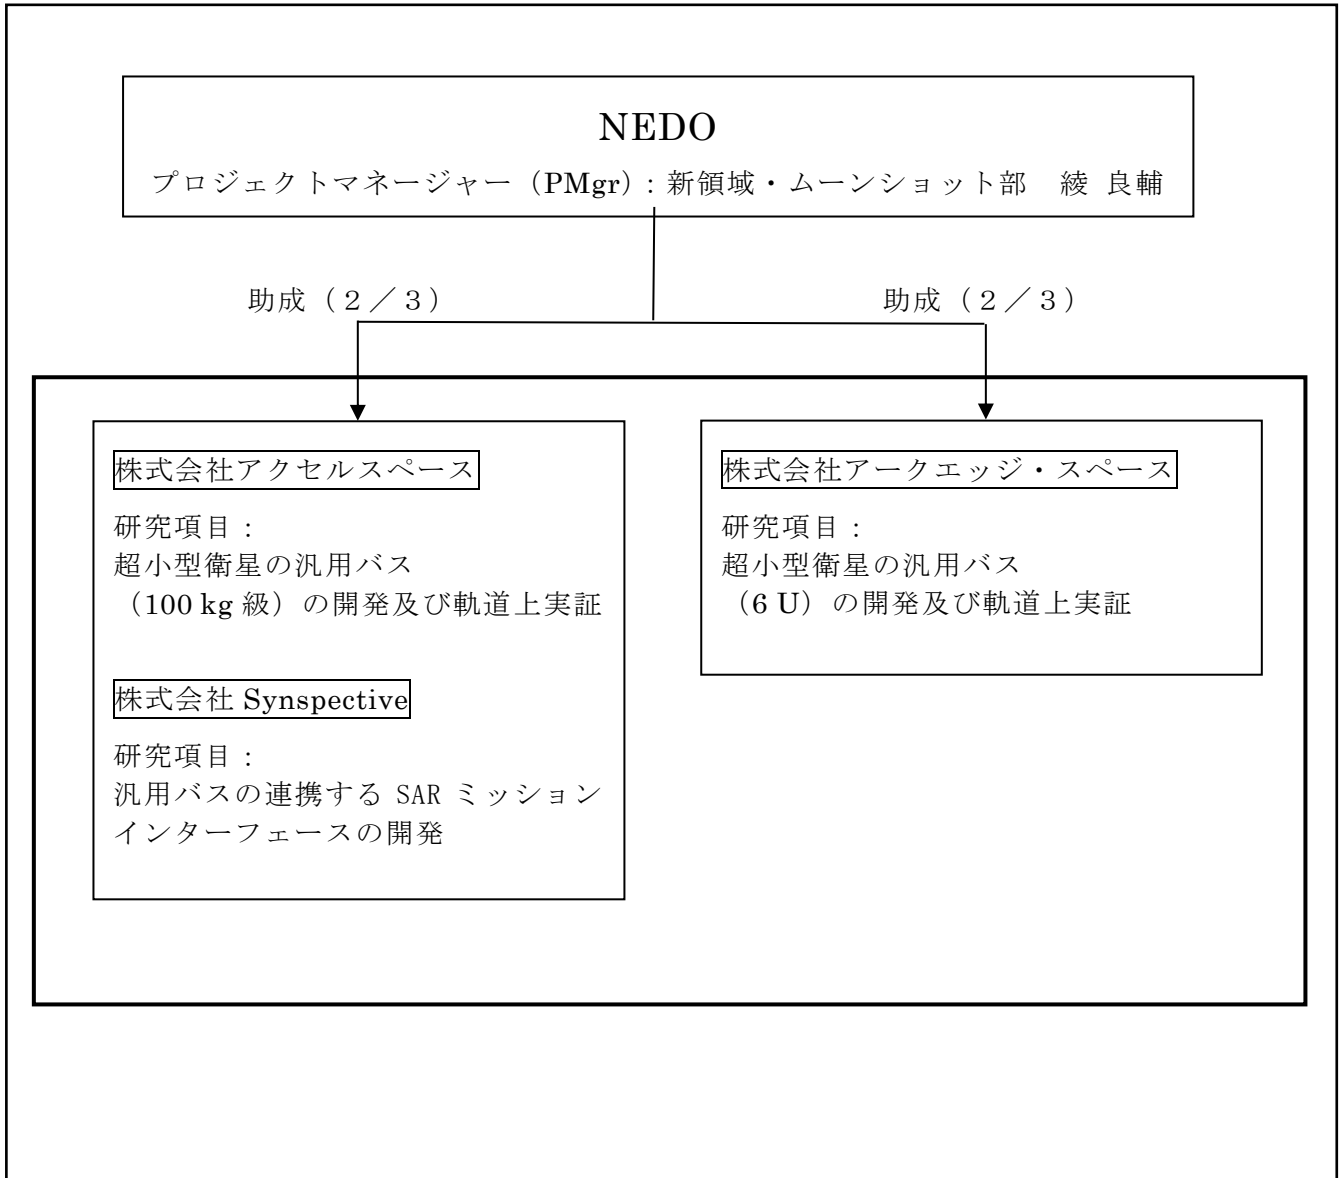 NEDO
プロジェクトマネージャー（PMgr）：新領域・ムーンショット部　綾 良輔
助成（２／３）
助成（２／３）
株式会社アクセルスペース
研究項目：
超小型衛星の汎用バス
（100 kg 級）の開発及び軌道上実証
株式会社 Synspective
研究項目：
汎用バスの連携する SAR ミッション
インターフェースの開発
株式会社アークエッジ・スペース
研究項目：
超小型衛星の汎用バス
（6 U）の開発及び軌道上実証